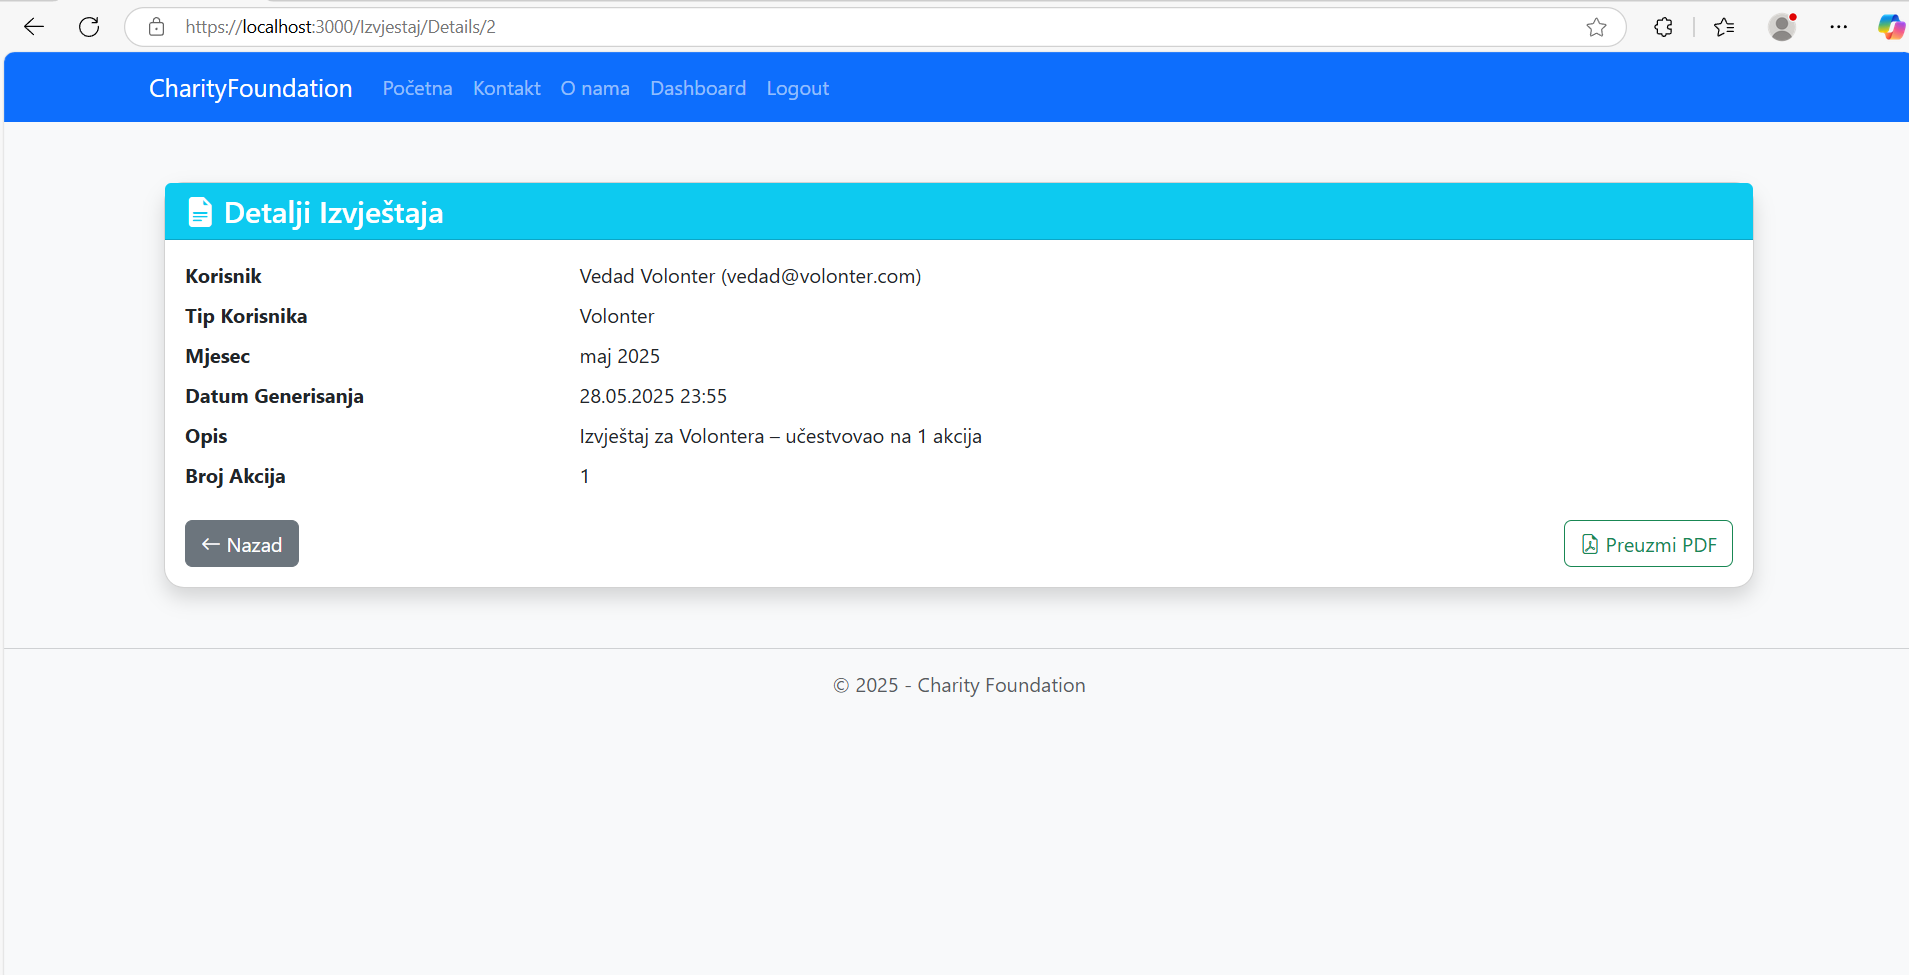 https://localhost:3000/Izvjestaj/Details/2
CharityFoundation Početna Kontakt O nama Dashboard Logout
Detalji Izvještaja
Korisnik Vedad Volonter (vedad@volonter.com)
Tip Korisnika Volonter
Mjesec maj 2025
Datum Generisanja 28.05.2025 23:55
Opis Izvještaj za Volontera – učestvovao na 1 akcija
Broj Akcija 1
Nazad Preuzmi PDF
© 2025 - Charity Foundation